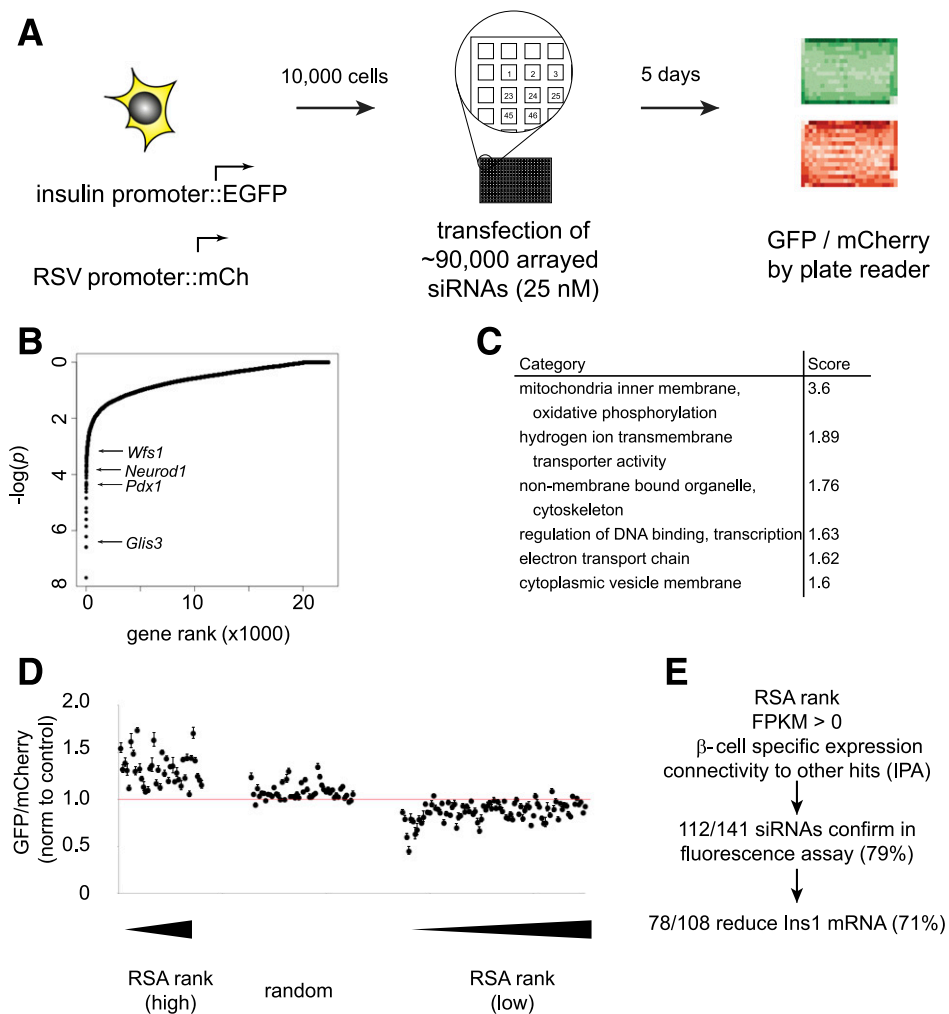 A
10,000 cells
5 days
1 2 3
23 24 25
45 46
insulin promoter::EGFP
RSV promoter::mCh
transfection of
~90,000 arrayed
siRNAs (25 nM)
GFP / mCherry
by plate reader
B
-log(p)
0
2
4
6
8
Wfs1
Neurod1
Pdx1
Glis3
0 10 20
gene rank (x1000)
C
Category Score
mitochondria inner membrane, 3.6
oxidative phosphorylation
hydrogen ion transmembrane 1.89
transporter activity
non-membrane bound organelle, 1.76
cytoskeleton
regulation of DNA binding, transcription 1.63
electron transport chain 1.62
cytoplasmic vesicle membrane 1.6
D
GFP/mCherry
(norm to control)
2.0
1.5
1.0
0.5
0
RSA rank
(high)
random
RSA rank
(low)
E
RSA rank
FPKM > 0
β-cell specific expression
connectivity to other hits (IPA)
112/141 siRNAs confirm in
fluorescence assay (79%)
78/108 reduce Ins1 mRNA (71%)